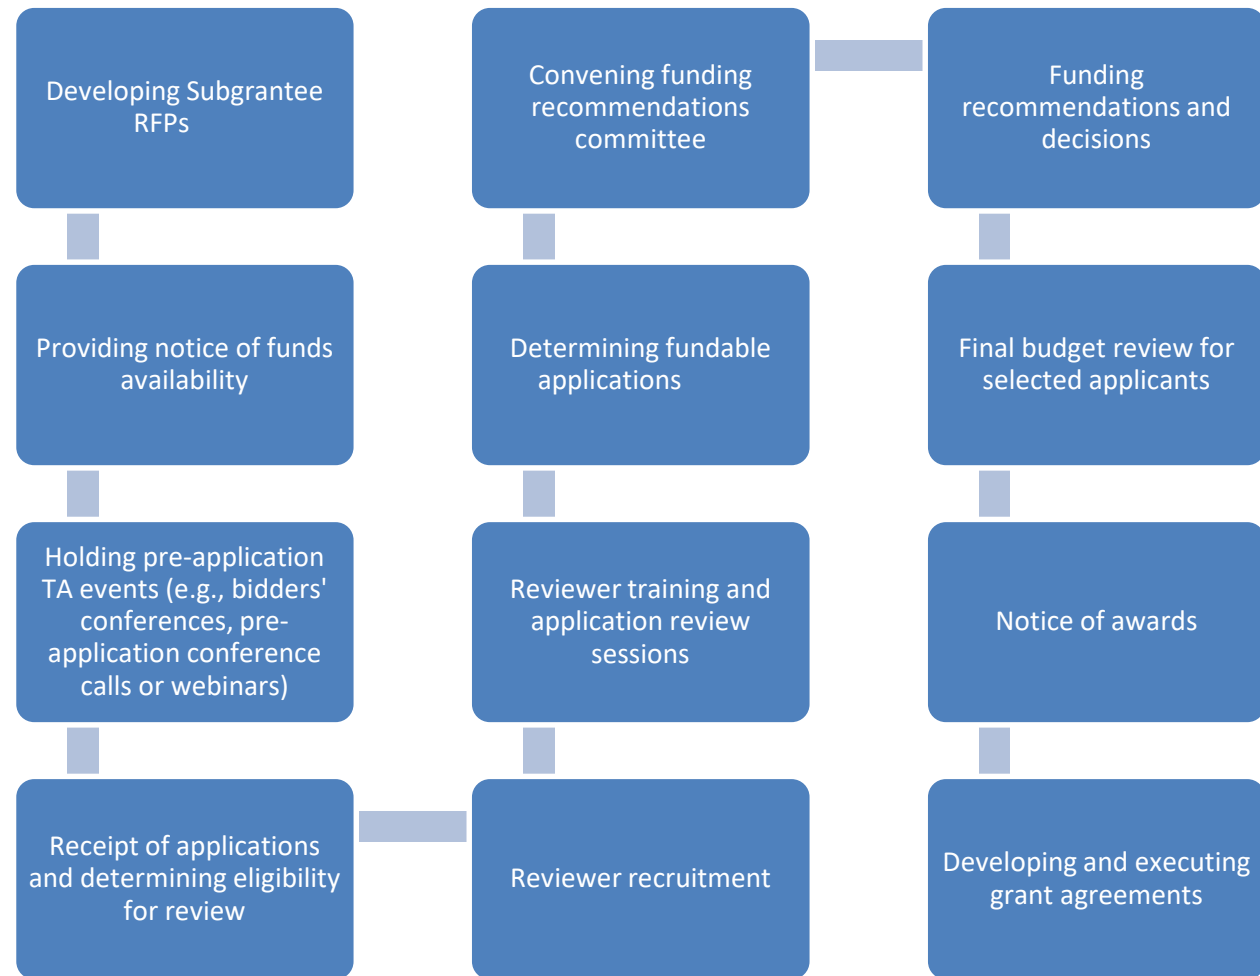 Developing Subgrantee
RFPs
Providing notice of funds
availability
Holding pre-application
TA events (e.g., bidders'
conferences, pre-
application conference
calls or webinars)
Receipt of applications
and determining eligibility
for review
Reviewer recruitment
Reviewer training and
application review
sessions
Determining fundable
applications
Convening funding
recommendations
committee
Funding
recommendations and
decisions
Final budget review for
selected applicants
Notice of awards
Developing and executing
grant agreements